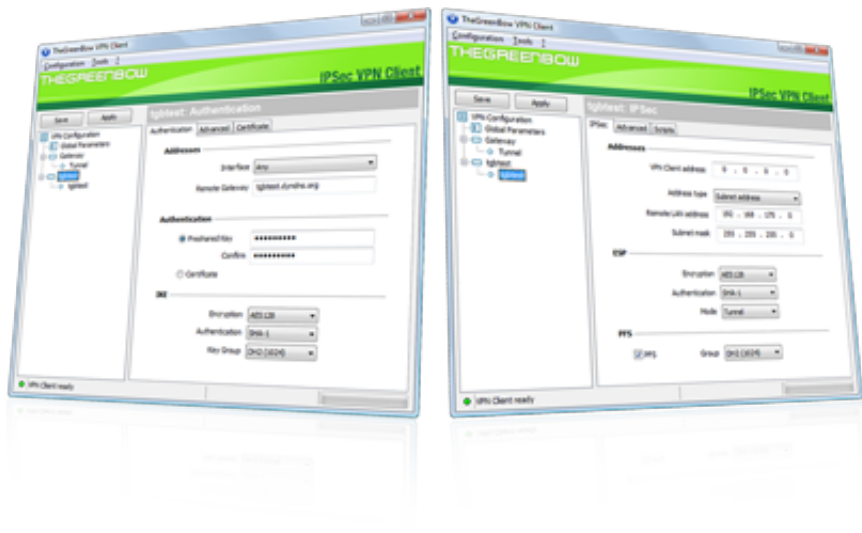 TheGreenBow VPN Client
Configuration Tools ?
THEGREENBOW
IPSec VPN Client
Save Apply
VPN Configuration
Global Parameters
Gateway
Tunnel
tgbtest
tgbtest
tgbtest: Authentication
Authentication Advanced Certificate
Addresses
Interface Any
Remote Gateway tgbtest.dyndns.org
Authentication
Preshared Key
Confirm
Certificate
IKE
Encryption AES128
Authentication SHA-1
Key Group DH2 (1024)
VPN Client ready
TheGreenBow VPN Client
Configuration Tools ?
THEGREENBOW
IPSec VPN Client
Save Apply
VPN Configuration
Global Parameters
Gateway
Tunnel
tgbtest
tgbtest
tgbtest: IPSec
IPSec Advanced Scripts
Addresses
VPN Client address 0 . 0 . 0 . 0
Address type Subnet address
Remote LAN address 192 . 168 . 175 . 0
Subnet mask 255 . 255 . 255 . 0
ESP
Encryption AES128
Authentication SHA-1
Mode Tunnel
PFS
PFS Group DH2 (1024)
VPN Client ready